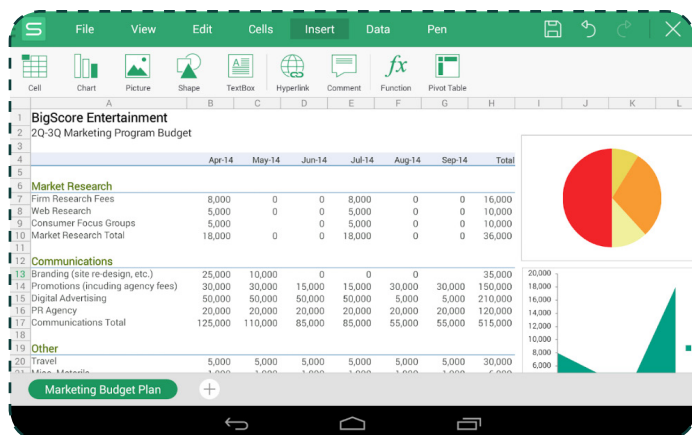 S File View Edit Cells Insert Data Pen
Cell Chart Picture Shape TextBox Hyperlink Comment fx Function Pivot Table
A B C D E F G H I J K L
1 BigScore Entertainment
2 2Q-3Q Marketing Program Budget
3
4 Apr-14 May-14 Jun-14 Jul-14 Aug-14 Sep-14 Total
5
6 Market Research
7 Firm Research Fees 8,000 0 0 8,000 0 0 16,000
8 Web Research 5,000 0 0 5,000 0 0 10,000
9 Consumer Focus Groups 5,000 0 5,000 0 0 10,000
10 Market Research Total 18,000 0 0 18,000 0 0 36,000
11
12 Communications
13 Branding (site re-design, etc.) 25,000 10,000 0 0 0 35,000
14 Promotions (incuding agency fees) 30,000 30,000 15,000 15,000 30,000 30,000 150,000
15 Digital Advertising 50,000 50,000 50,000 50,000 5,000 5,000 210,000
16 PR Agency 20,000 20,000 20,000 20,000 20,000 20,000 120,000
17 Communications Total 125,000 110,000 85,000 85,000 55,000 55,000 515,000
18
19 Other
20 Travel 5,000 5,000 5,000 5,000 5,000 5,000 30,000
20,000
18,000
16,000
14,000
12,000
10,000
8,000
6,000
Marketing Budget Plan +